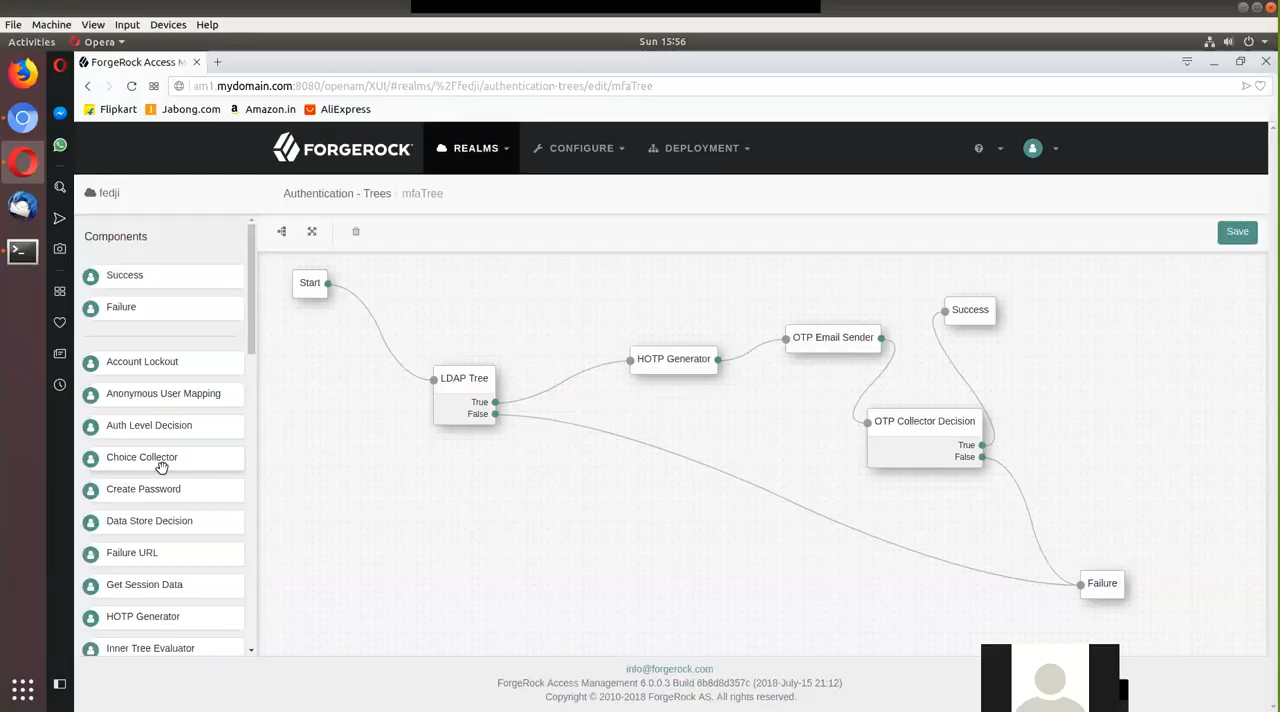 File Machine View Input Devices Help
Activities Opera Sun 15:56
ForgeRock Access M
am1.mydomain.com:8080/openam/XUI/#realms/%2Ffedji/authentication-trees/edit/mfaTree
Flipkart Jabong.com Amazon.in AliExpress
FORGEROCK REALMS CONFIGURE DEPLOYMENT
fedji Authentication - Trees mfaTree
Components
Save
Success
Failure
Account Lockout
Anonymous User Mapping
Auth Level Decision
Choice Collector
Create Password
Data Store Decision
Failure URL
Get Session Data
HOTP Generator
Inner Tree Evaluator
Start
LDAP Tree
True
False
HOTP Generator
OTP Email Sender
Success
OTP Collector Decision
True
False
Failure
info@forgerock.com
ForgeRock Access Management 6.0.0.3 Build 6b8d8d357c (2018-July-15 21:12)
Copyright © 2010-2018 ForgeRock AS. All rights reserved.